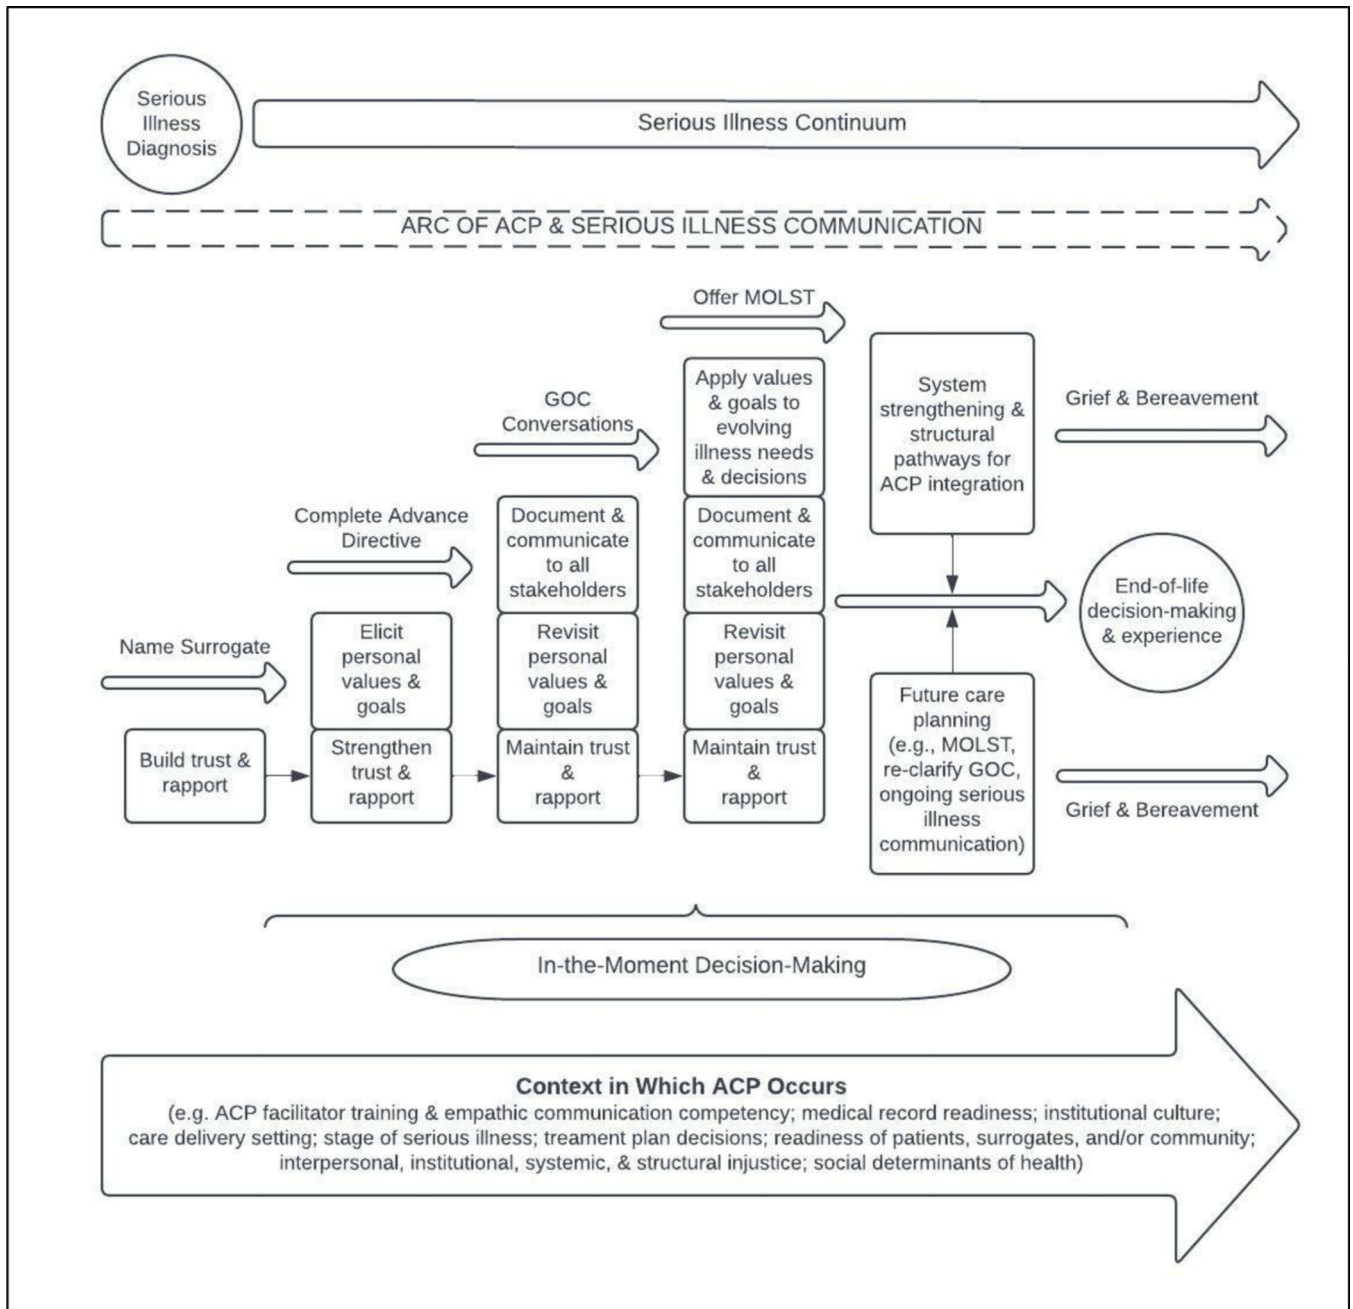 Serious
Illness
Diagnosis
Serious Illness Continuum
ARC OF ACP & SERIOUS ILLNESS COMMUNICATION
Name Surrogate
Build trust &
rapport
Complete Advance
Directive
Elicit
personal
values &
goals
Strengthen
trust &
rapport
GOC
Conversations
Document &
communicate
to all
stakeholders
Revisit
personal
values &
goals
Maintain trust
&
rapport
Offer MOLST
Apply values
& goals to
evolving
illness needs
& decisions
Document &
communicate
to all
stakeholders
Revisit
personal
values &
goals
Maintain trust
&
rapport
System
strengthening &
structural
pathways for
ACP integration
Future care
planning
(e.g., MOLST,
re-clarify GOC,
ongoing serious
illness
communication)
Grief & Bereavement
End-of-life
decision-making
& experience
Grief & Bereavement
In-the-Moment Decision-Making
Context in Which ACP Occurs
(e.g. ACP facilitator training & empathic communication competency; medical record readiness; institutional culture;
care delivery setting; stage of serious illness; treament plan decisions; readiness of patients, surrogates, and/or community;
interpersonal, institutional, systemic, & structural injustice; social determinants of health)